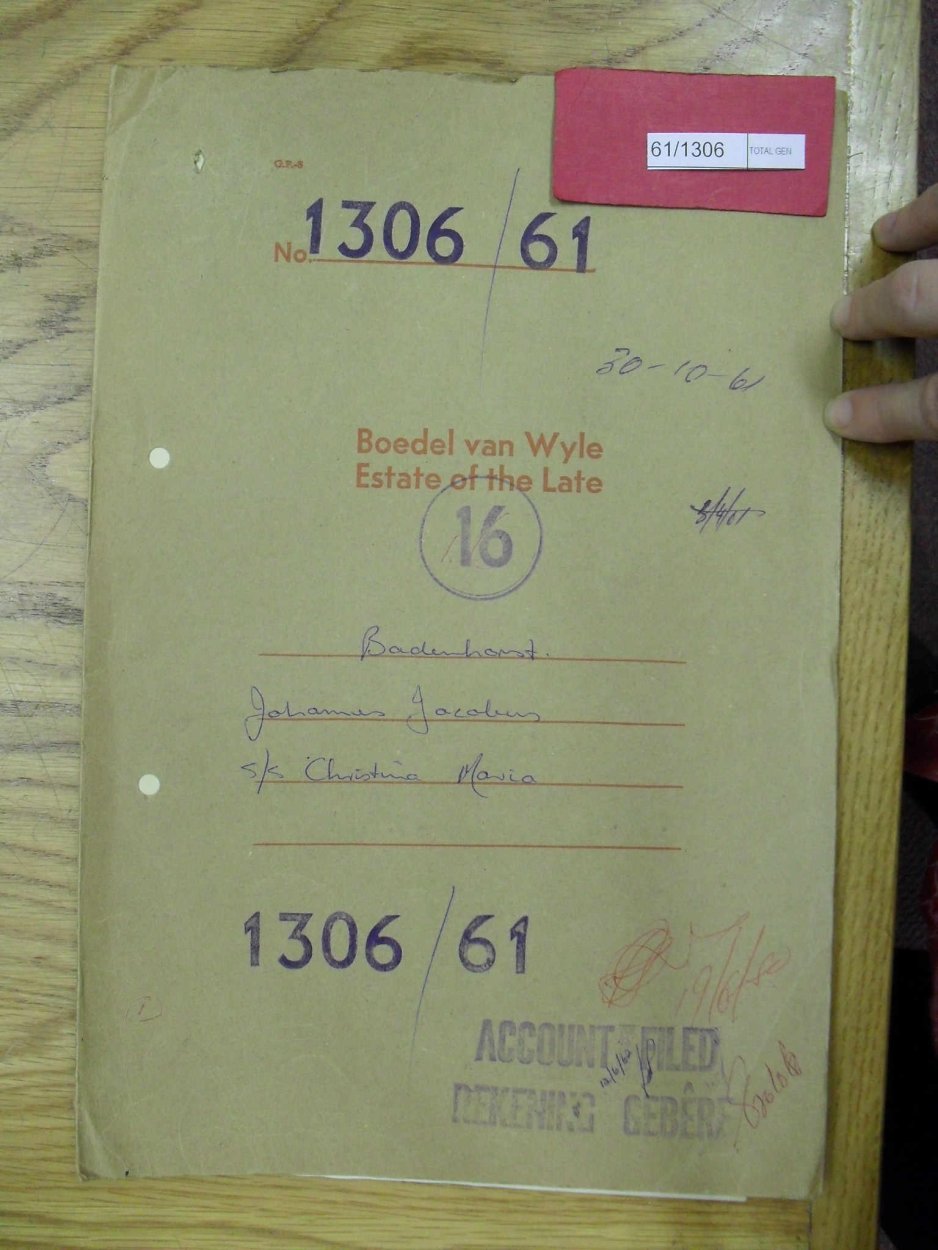 61/1306 TOTAL GEN
G.P.-S
No. 1306/61
30-10-61
Boedel van Wyle
Estate of the Late
16
Badenhorst.
Johannes Jacobus
s/s Christina Maria
1306/61
ACCOUNT FILED
REKENING GEBÊRE